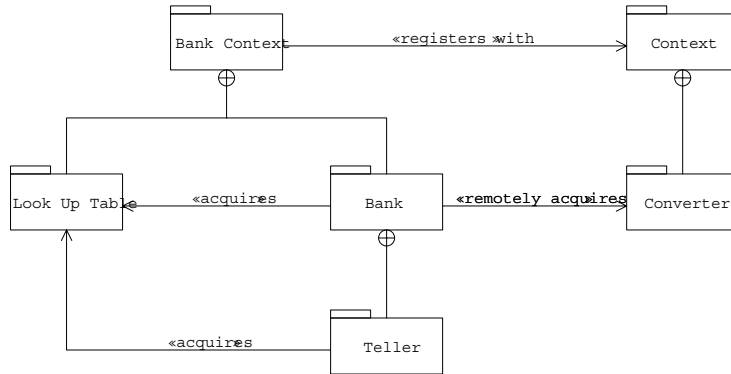 Bank Context
«registers »with
Context
Look Up Table
«acquires»
Bank
«remotely acquires»
Converter
«acquires»
Teller